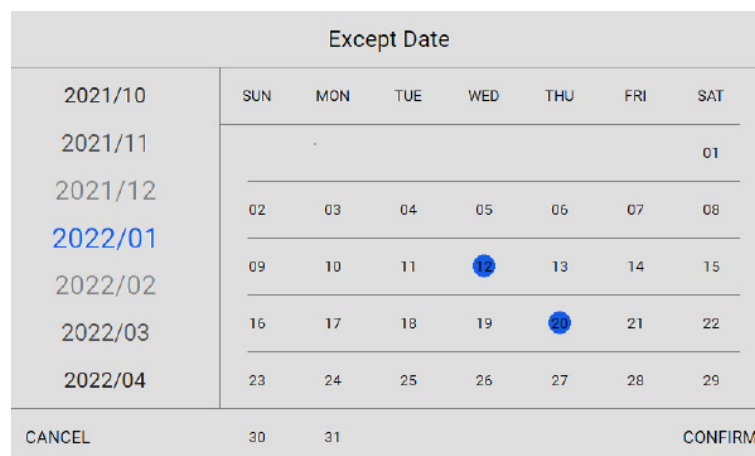 Except Date
2021/10
2021/11
2021/12
2022/01
2022/02
2022/03
2022/04
SUN MON TUE WED THU FRI SAT
01
02 03 04 05 06 07 08
09 10 11 12 13 14 15
16 17 18 19 20 21 22
23 24 25 26 27 28 29
30 31
CANCEL
CONFIRM